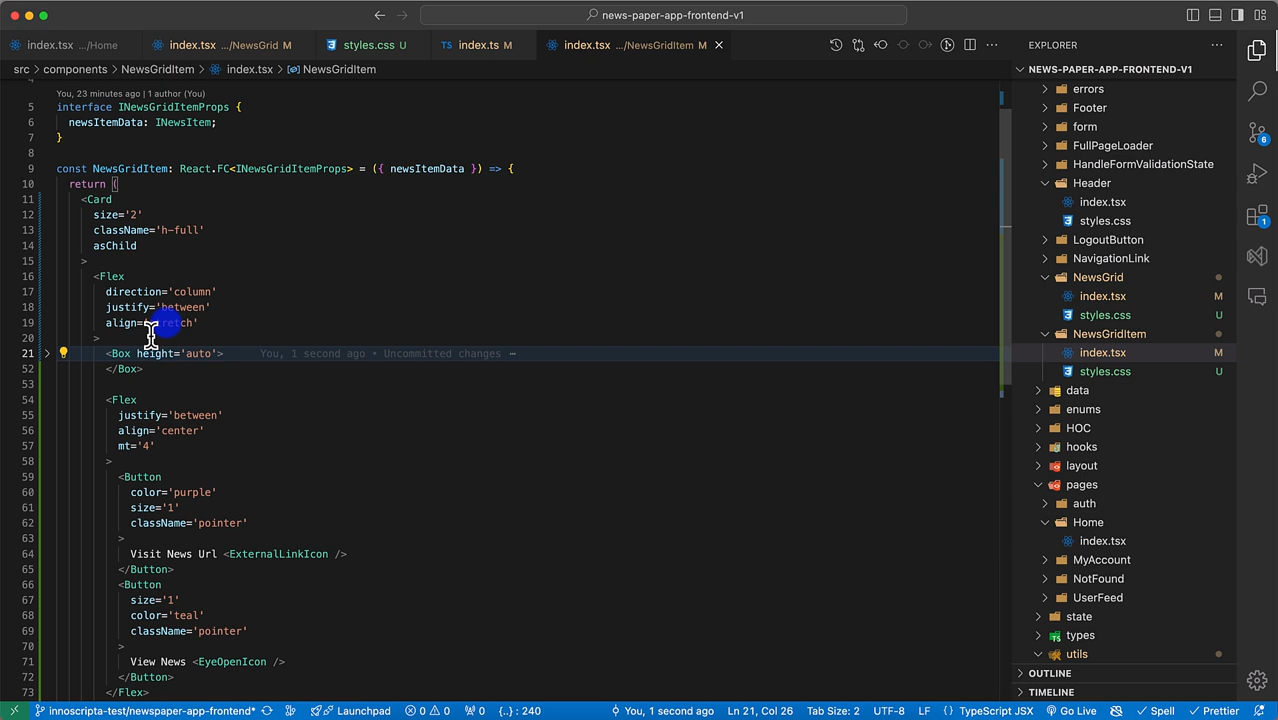 news-paper-app-frontend-v1
index.tsx .../Home
index.tsx .../NewsGrid M
styles.css U
TS index.ts M
index.tsx .../NewsGridItem M
EXPLORER
src > components > NewsGridItem > index.tsx > NewsGridItem
NEWS-PAPER-APP-FRONTEND-V1
4
You, 23 minutes ago | 1 author (You)
5 interface INewsGridItemProps {
6 newsItemData: INewsItem;
7 }
8
9 const NewsGridItem: React.FC<INewsGridItemProps> = ({ newsItemData }) => {
10 return (
11 <Card
12 size='2'
13 className='h-full'
14 asChild
15 >
16 <Flex
17 direction='column'
18 justify='between'
19 align=
20 >
21 <Box height='auto'> You, 1 second ago • Uncommitted changes
52 </Box>
53
54 <Flex
55 justify='between'
56 align='center'
57 mt='4'
58 >
59 <Button
60 color='purple'
61 size='1'
62 className='pointer'
63 >
64 Visit News Url <ExternalLinkIcon />
65 </Button>
66 <Button
67 size='1'
68 color='teal'
69 className='pointer'
70 >
71 View News <EyeOpenIcon />
72 </Button>
73 </Flex>
errors
Footer
form
FullPageLoader
HandleFormValidationState
Header
index.tsx
styles.css
LogoutButton
NavigationLink
NewsGrid
index.tsx M
styles.css U
NewsGridItem
index.tsx M
styles.css U
data
enums
HOC
hooks
layout
pages
auth
Home
index.tsx
MyAccount
NotFound
UserFeed
state
types
utils
OUTLINE
TIMELINE
6
1
innoscripta-test/newspaper-app-frontend*
Launchpad
0 0
0
{..} : 240
You, 1 second ago
Ln 21, Col 26
Tab Size: 2
UTF-8
LF
{} TypeScript JSX
Go Live
Spell
Prettier